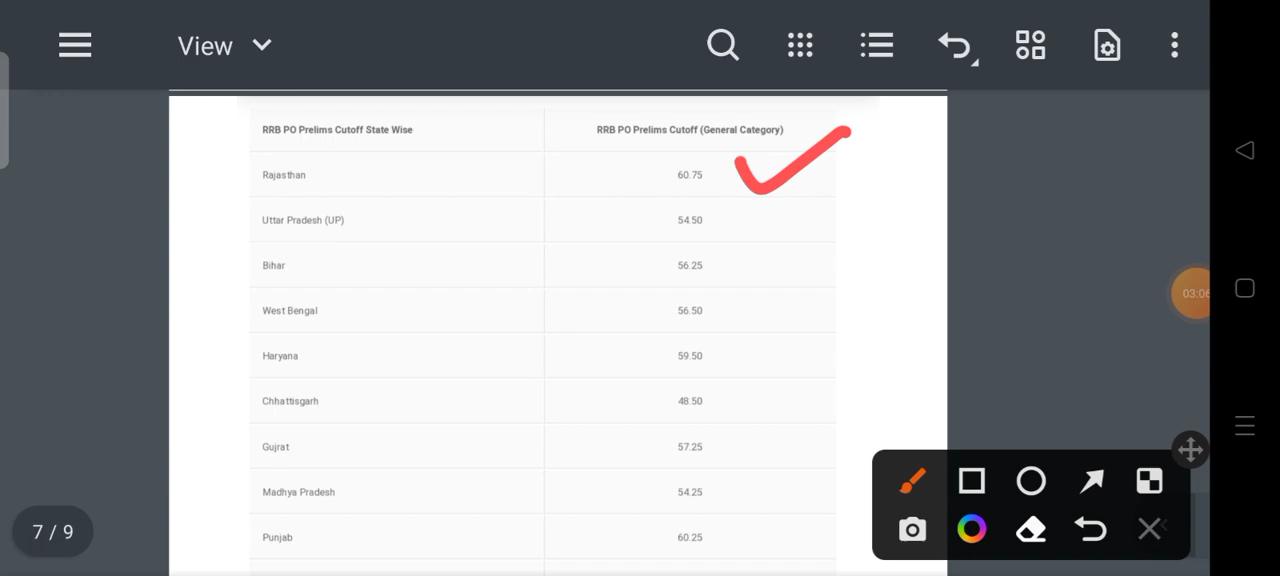 View
RRB PO Prelims Cutoff State Wise RRB PO Prelims Cutoff (General Category)
Rajasthan 60.75
Uttar Pradesh (UP) 54.50
Bihar 56.25
West Bengal 56.50
Haryana 59.50
Chhattisgarh 48.50
Gujrat 57.25
Madhya Pradesh 54.25
Punjab 60.25
7 / 9
03:06